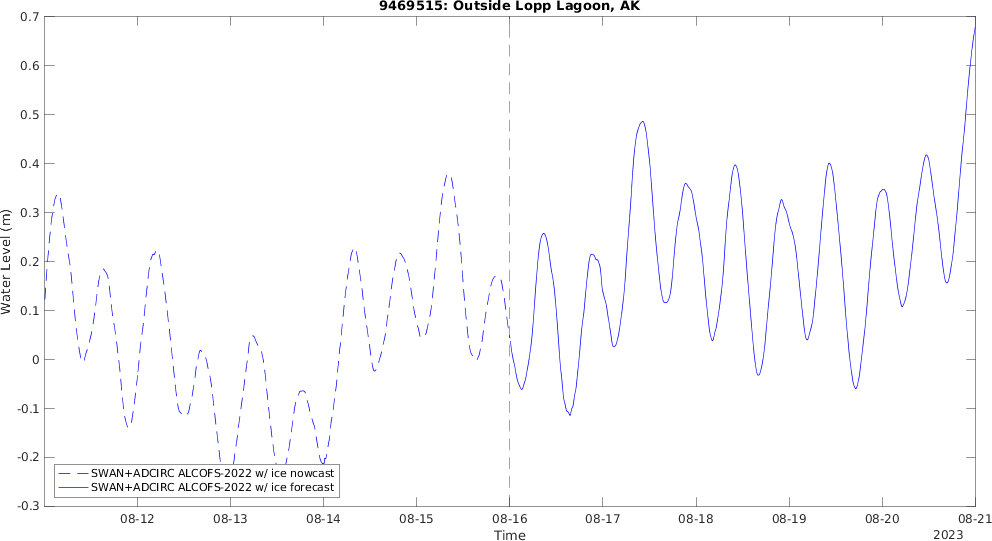 9469515: Outside Lopp Lagoon, AK
0.7
0.6
0.5
0.4
0.3
0.2
0.1
0
-0.1
-0.2
-0.3
Water Level (m)
SWAN+ADCIRC ALCOFS-2022 w/ ice nowcast
SWAN+ADCIRC ALCOFS-2022 w/ ice forecast
08-12 08-13 08-14 08-15 08-16 08-17 08-18 08-19 08-20 08-21
Time
2023